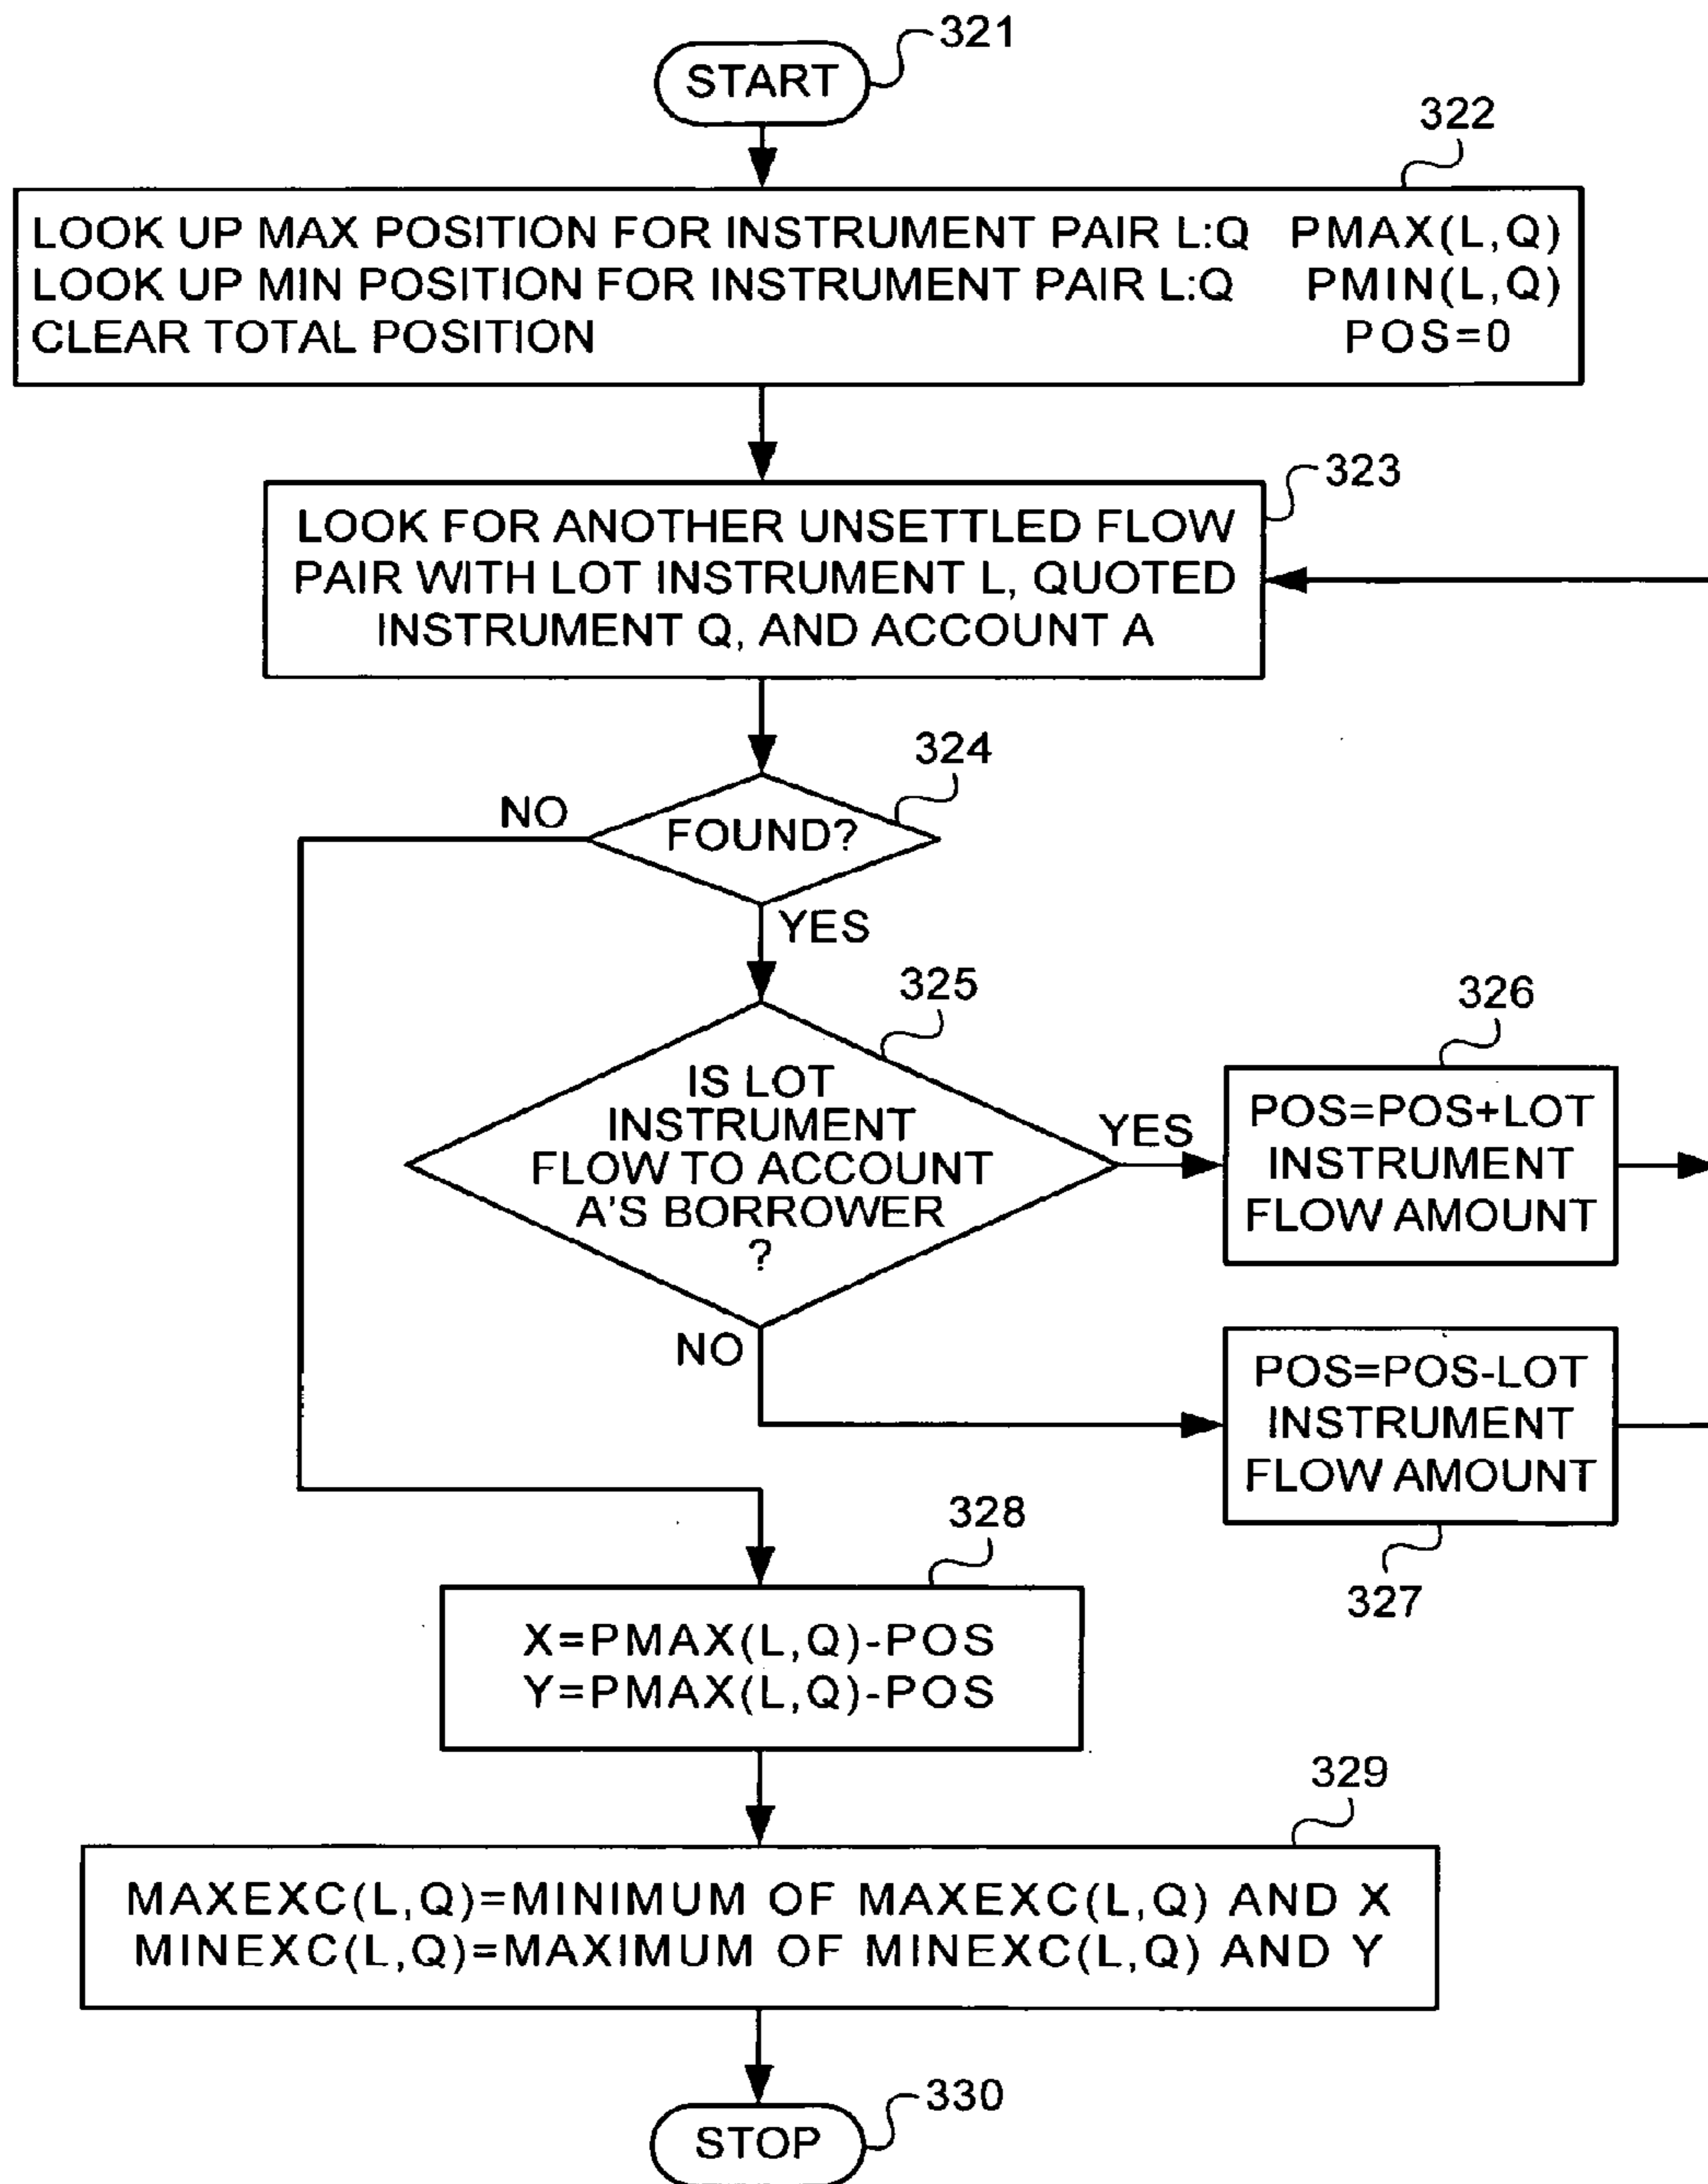 START
321
322
LOOK UP MAX POSITION FOR INSTRUMENT PAIR L:Q PMAX(L,Q)
LOOK UP MIN POSITION FOR INSTRUMENT PAIR L:Q PMIN(L,Q)
CLEAR TOTAL POSITION POS=0
323
LOOK FOR ANOTHER UNSETTLED FLOW
PAIR WITH LOT INSTRUMENT L, QUOTED
INSTRUMENT Q, AND ACCOUNT A
324
NO
FOUND?
YES
325
IS LOT
INSTRUMENT
FLOW TO ACCOUNT
A'S BORROWER
?
YES
326
POS=POS+LOT
INSTRUMENT
FLOW AMOUNT
NO
POS=POS-LOT
INSTRUMENT
FLOW AMOUNT
327
328
X=PMAX(L,Q)-POS
Y=PMAX(L,Q)-POS
329
MAXEXC(L,Q)=MINIMUM OF MAXEXC(L,Q) AND X
MINEXC(L,Q)=MAXIMUM OF MINEXC(L,Q) AND Y
330
STOP